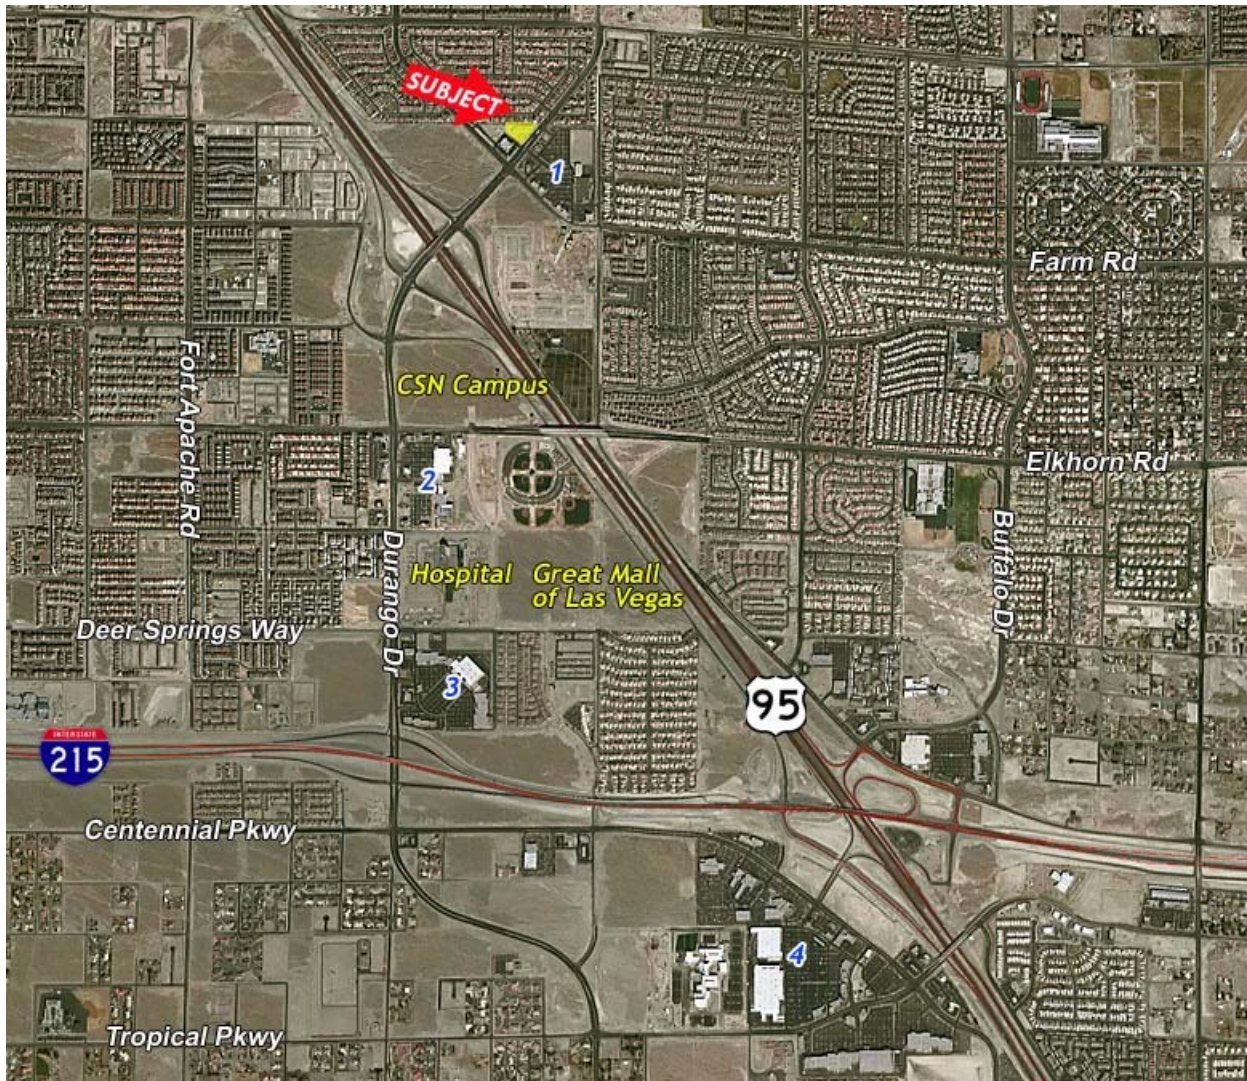 SUBJECT
1
Farm Rd
Fort Apache Rd
CSN Campus
2
Elkhorn Rd
Durango Dr
Buffalo Dr
Hospital
Great Mall
of Las Vegas
Deer Springs Way
3
95
INTERSTATE
215
Centennial Pkwy
4
Tropical Pkwy